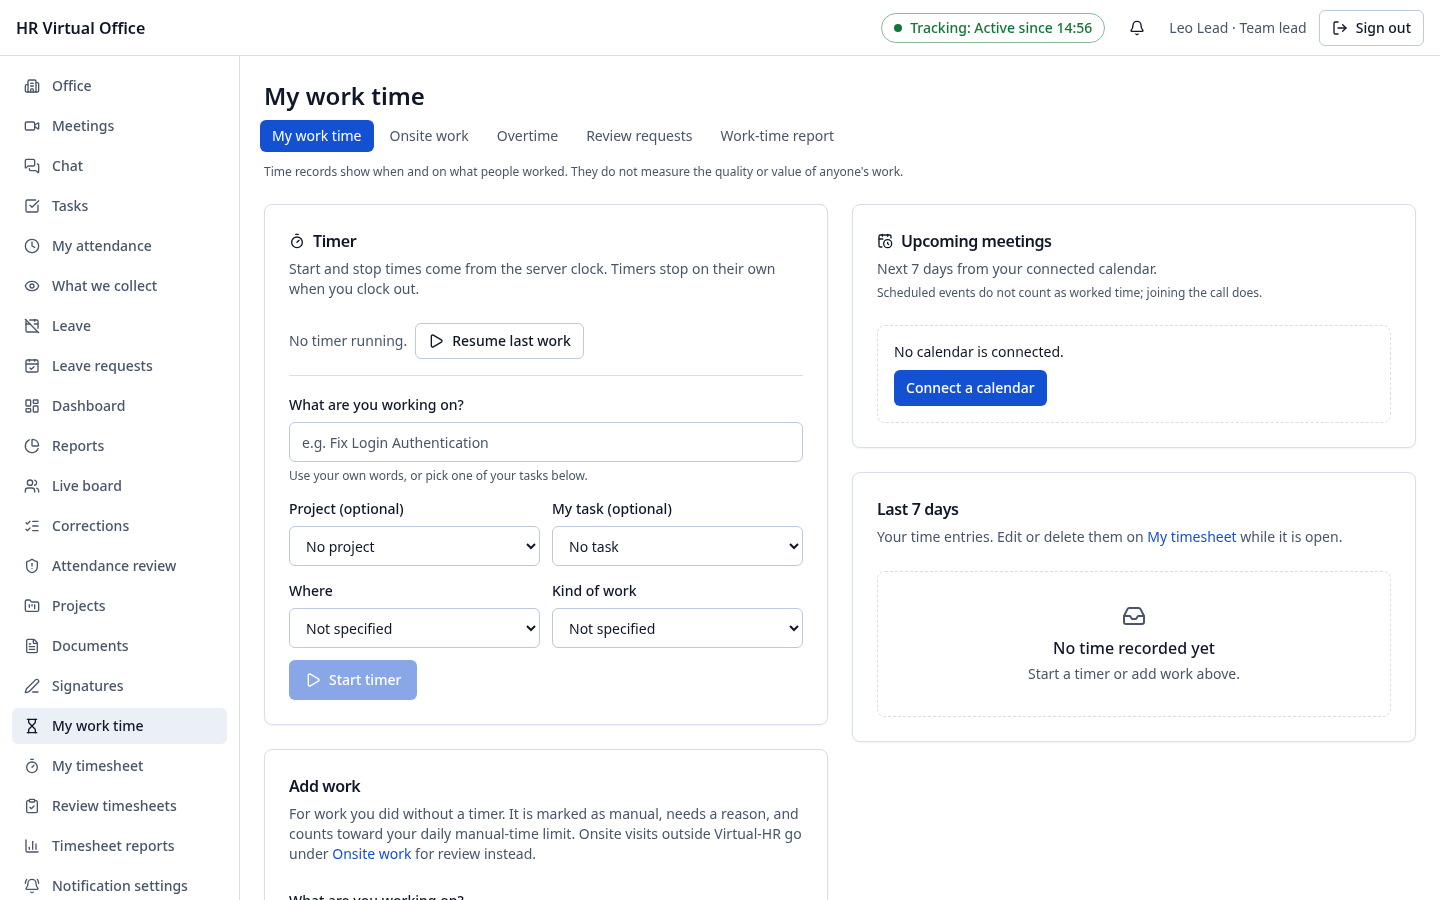 HR Virtual Office
Tracking: Active since 14:56
Leo Lead · Team lead
Sign out
Office
Meetings
Chat
Tasks
My attendance
What we collect
Leave
Leave requests
Dashboard
Reports
Live board
Corrections
Attendance review
Projects
Documents
Signatures
My work time
My timesheet
Review timesheets
Timesheet reports
Notification settings
My work time
My work time
Onsite work
Overtime
Review requests
Work-time report
Time records show when and on what people worked. They do not measure the quality or value of anyone's work.
Timer
Start and stop times come from the server clock. Timers stop on their own
when you clock out.
No timer running.
Resume last work
What are you working on?
e.g. Fix Login Authentication
Use your own words, or pick one of your tasks below.
Project (optional)
My task (optional)
No project
No task
Where
Kind of work
Not specified
Not specified
Start timer
Add work
For work you did without a timer. It is marked as manual, needs a reason, and
counts toward your daily manual-time limit. Onsite visits outside Virtual-HR go
under Onsite work for review instead.
What are you working on?
Upcoming meetings
Next 7 days from your connected calendar.
Scheduled events do not count as worked time; joining the call does.
No calendar is connected.
Connect a calendar
Last 7 days
Your time entries. Edit or delete them on My timesheet while it is open.
No time recorded yet
Start a timer or add work above.